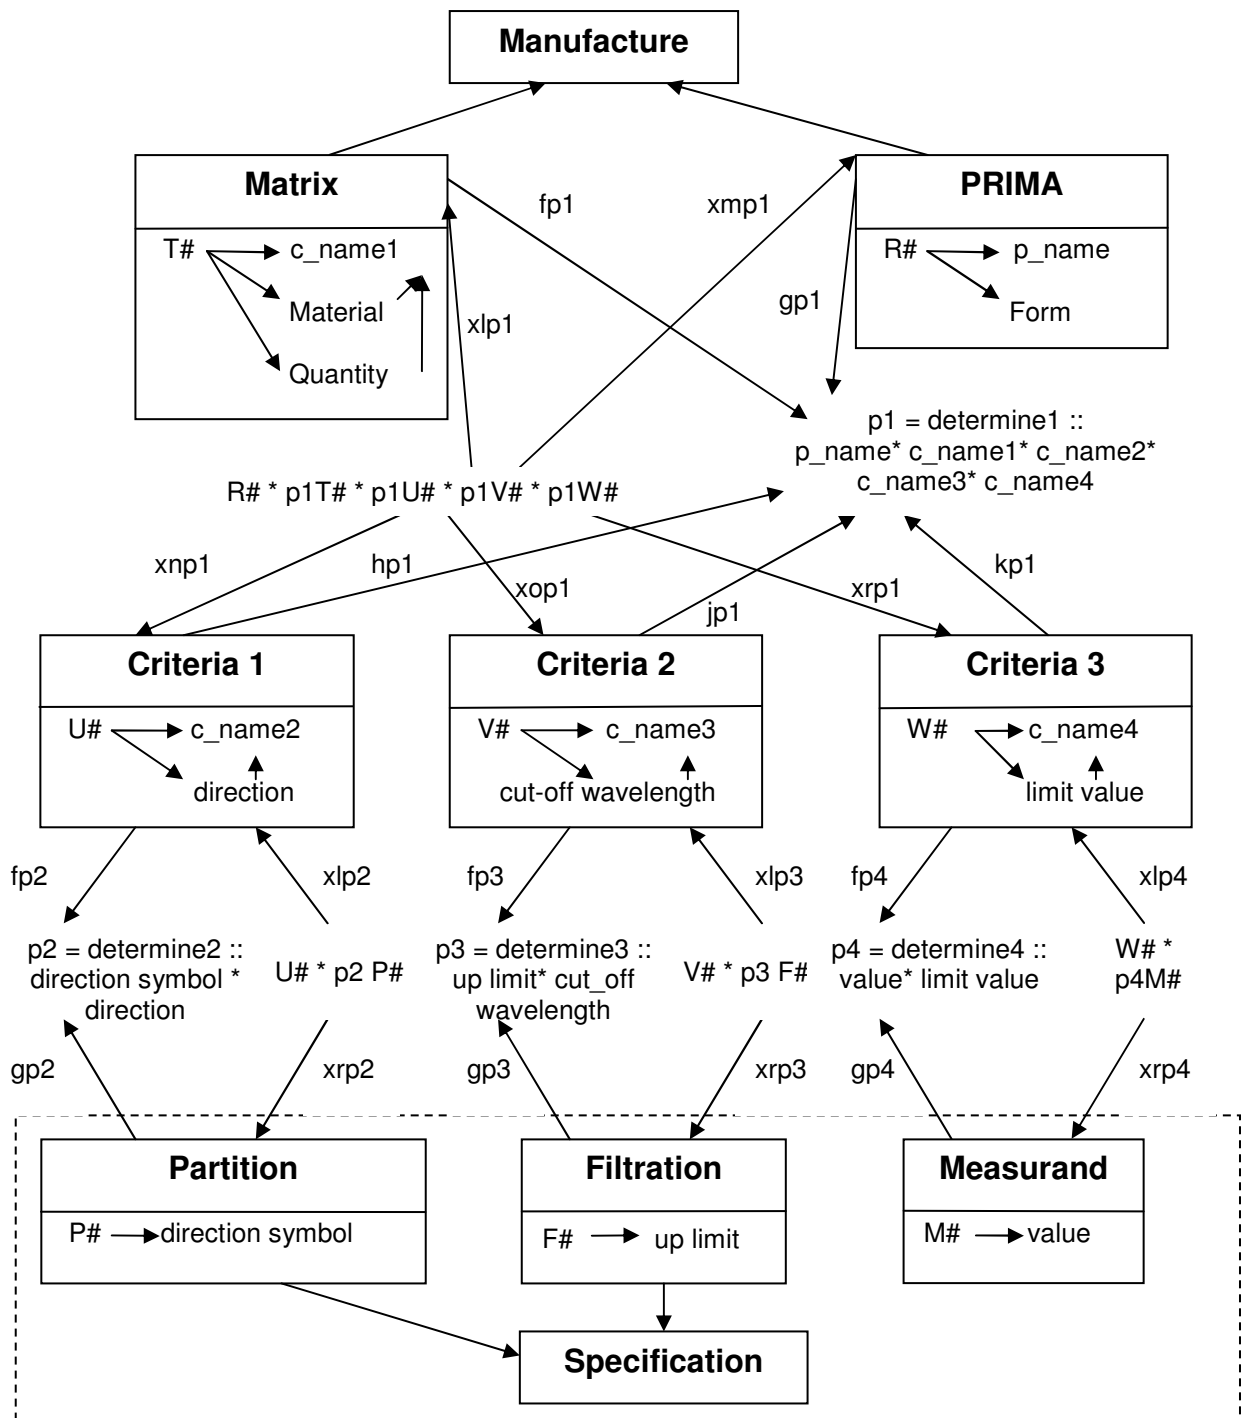 Manufacture
Matrix
PRIMA
fp1
xmp1
T#
c_name1
Material
Quantity
R#
p_name
Form
xlp1
gp1
p1 = determine1 ::
p_name* c_name1* c_name2*
c_name3* c_name4
R# * p1T# * p1U# * p1V# * p1W#
xnp1
hp1
xop1
jp1
xrp1
kp1
Criteria 1
U#
c_name2
direction
Criteria 2
V#
c_name3
cut-off wavelength
Criteria 3
W#
c_name4
limit value
fp2
xlp2
fp3
xlp3
fp4
xlp4
p2 = determine2 ::
direction symbol *
direction
U# * p2 P#
p3 = determine3 ::
up limit* cut_off
wavelength
V# * p3 F#
p4 = determine4 ::
value* limit value
W# *
p4M#
gp2
xrp2
gp3
xrp3
gp4
xrp4
Partition
P#
direction symbol
Filtration
F#
up limit
Measurand
M#
value
Specification